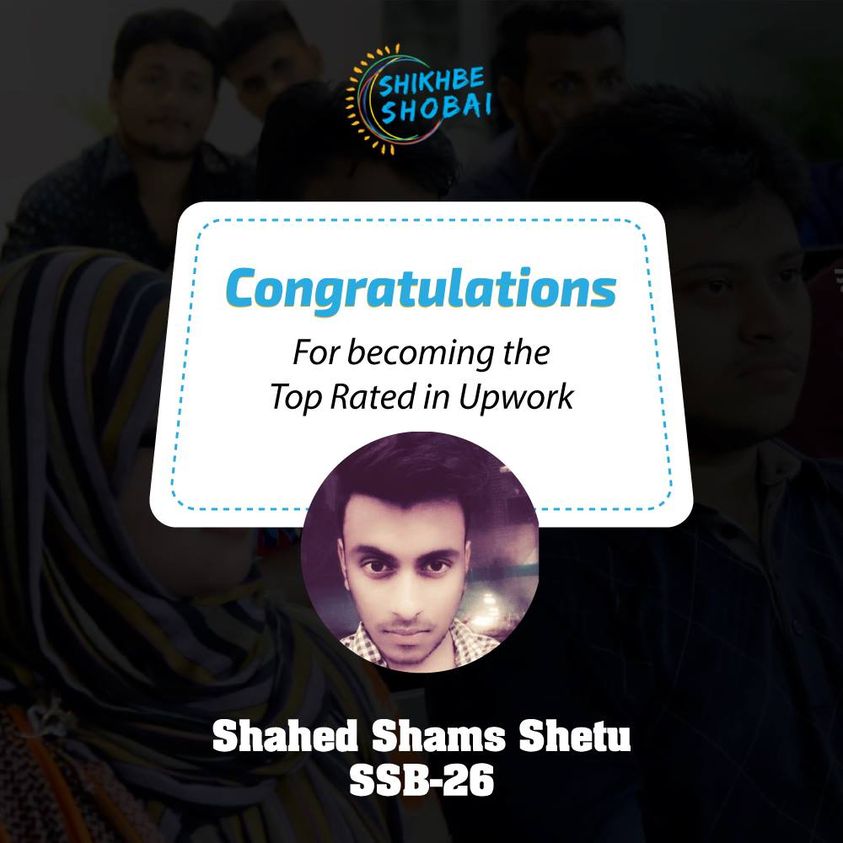 SHIKHBE
SHOBAI
Congratulations
For becoming the
Top Rated in Upwork
Shahed Shams Shetu
SSB-26